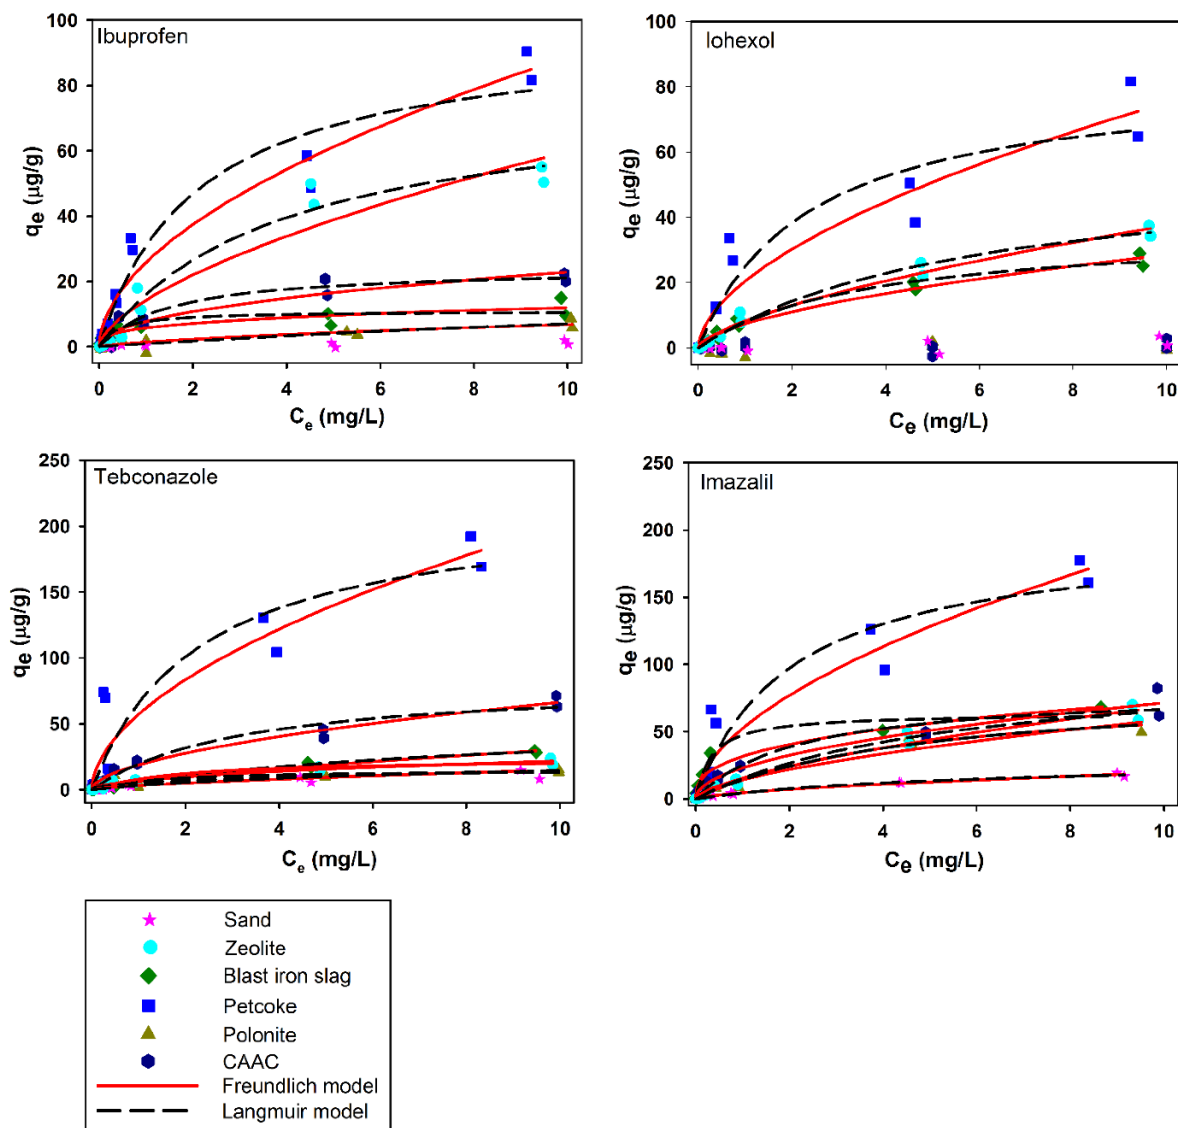 Ibuprofen
100
80
60
40
20
0
qe (μg/g)
0 2 4 6 8 10
Ce (mg/L)
Iohexol
100
80
60
40
20
0
qe (μg/g)
0 2 4 6 8 10
Ce (mg/L)
Tebconazole
250
200
150
100
50
0
qe (μg/g)
0 2 4 6 8 10
Ce (mg/L)
Imazalil
250
200
150
100
50
0
qe (μg/g)
0 2 4 6 8 10
Ce (mg/L)
Sand
Zeolite
Blast iron slag
Petcoke
Polonite
CAAC
Freundlich model
Langmuir model